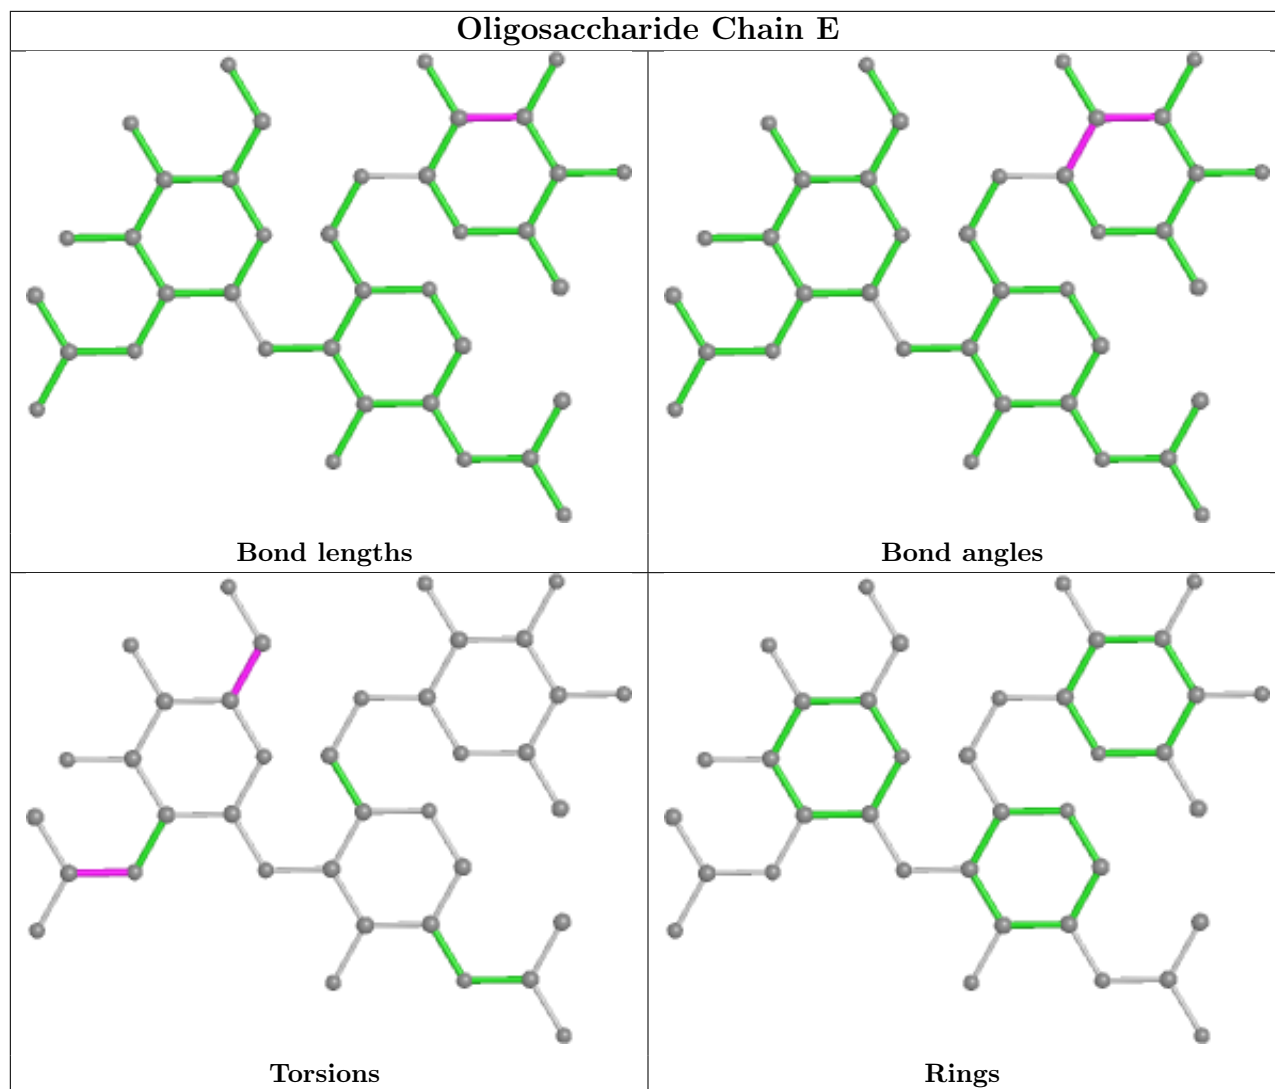 Oligosaccharide Chain E
Bond lengths
Bond angles
Torsions
Rings